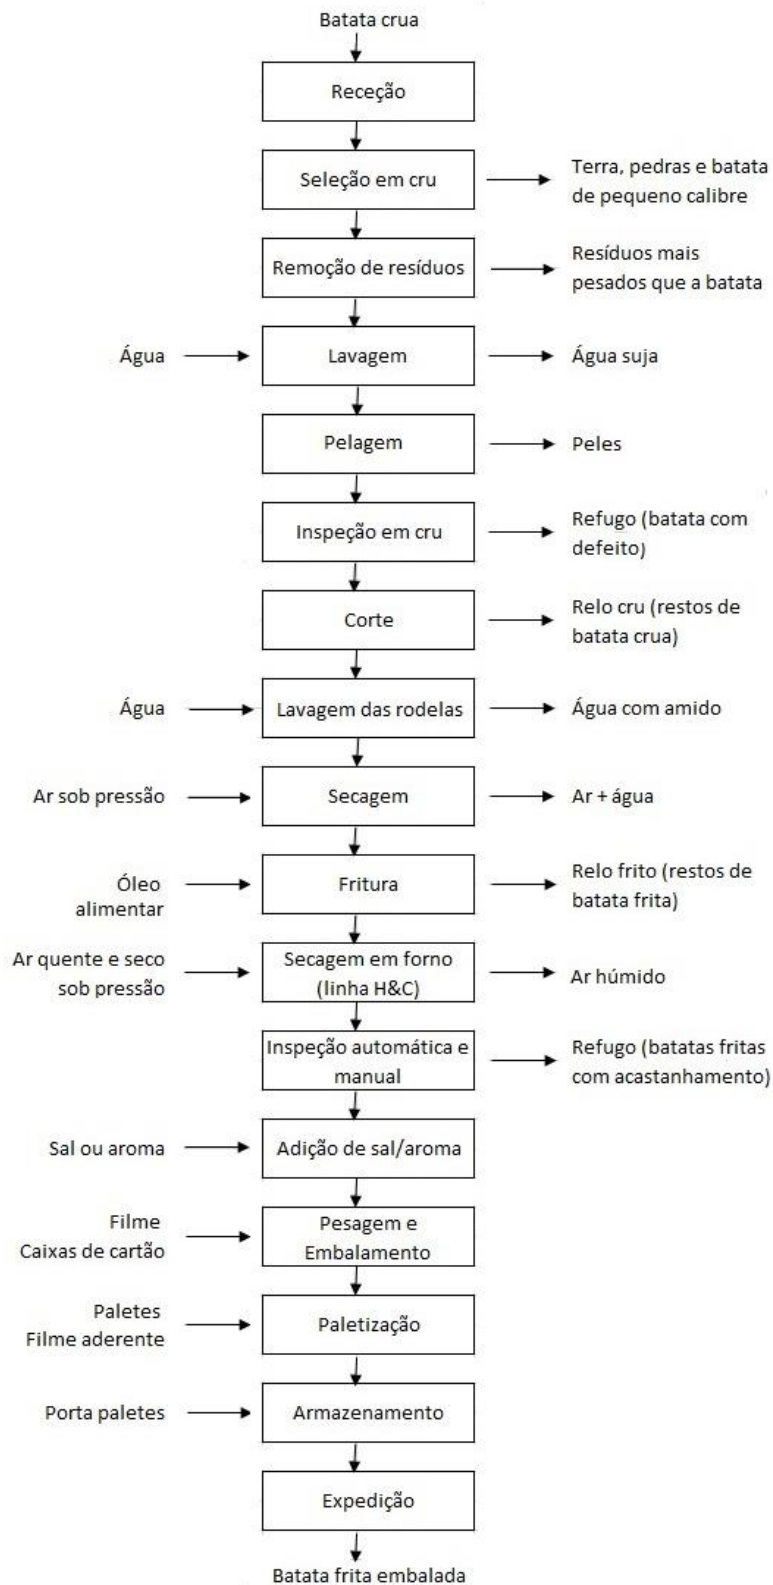 Batata crua
Receção
Seleção em cru
Terra, pedras e batata
de pequeno calibre
Remoção de resíduos
Resíduos mais
pesados que a batata
Água
Lavagem
Água suja
Pelagem
Peles
Inspeção em cru
Refugo (batata com
defeito)
Corte
Relo cru (restos de
batata crua)
Água
Lavagem das rodelas
Água com amido
Ar sob pressão
Secagem
Ar + água
Óleo
alimentar
Fritura
Relo frito (restos de
batata frita)
Ar quente e seco
sob pressão
Secagem em forno
(linha H&C)
Ar húmido
Inspeção automática e
manual
Refugo (batatas fritas
com acastanhamento)
Sal ou aroma
Adição de sal/aroma
Filme
Caixas de cartão
Pesagem e
Embalamento
Paletes
Filme aderente
Paletização
Porta paletes
Armazenamento
Expedição
Batata frita embalada